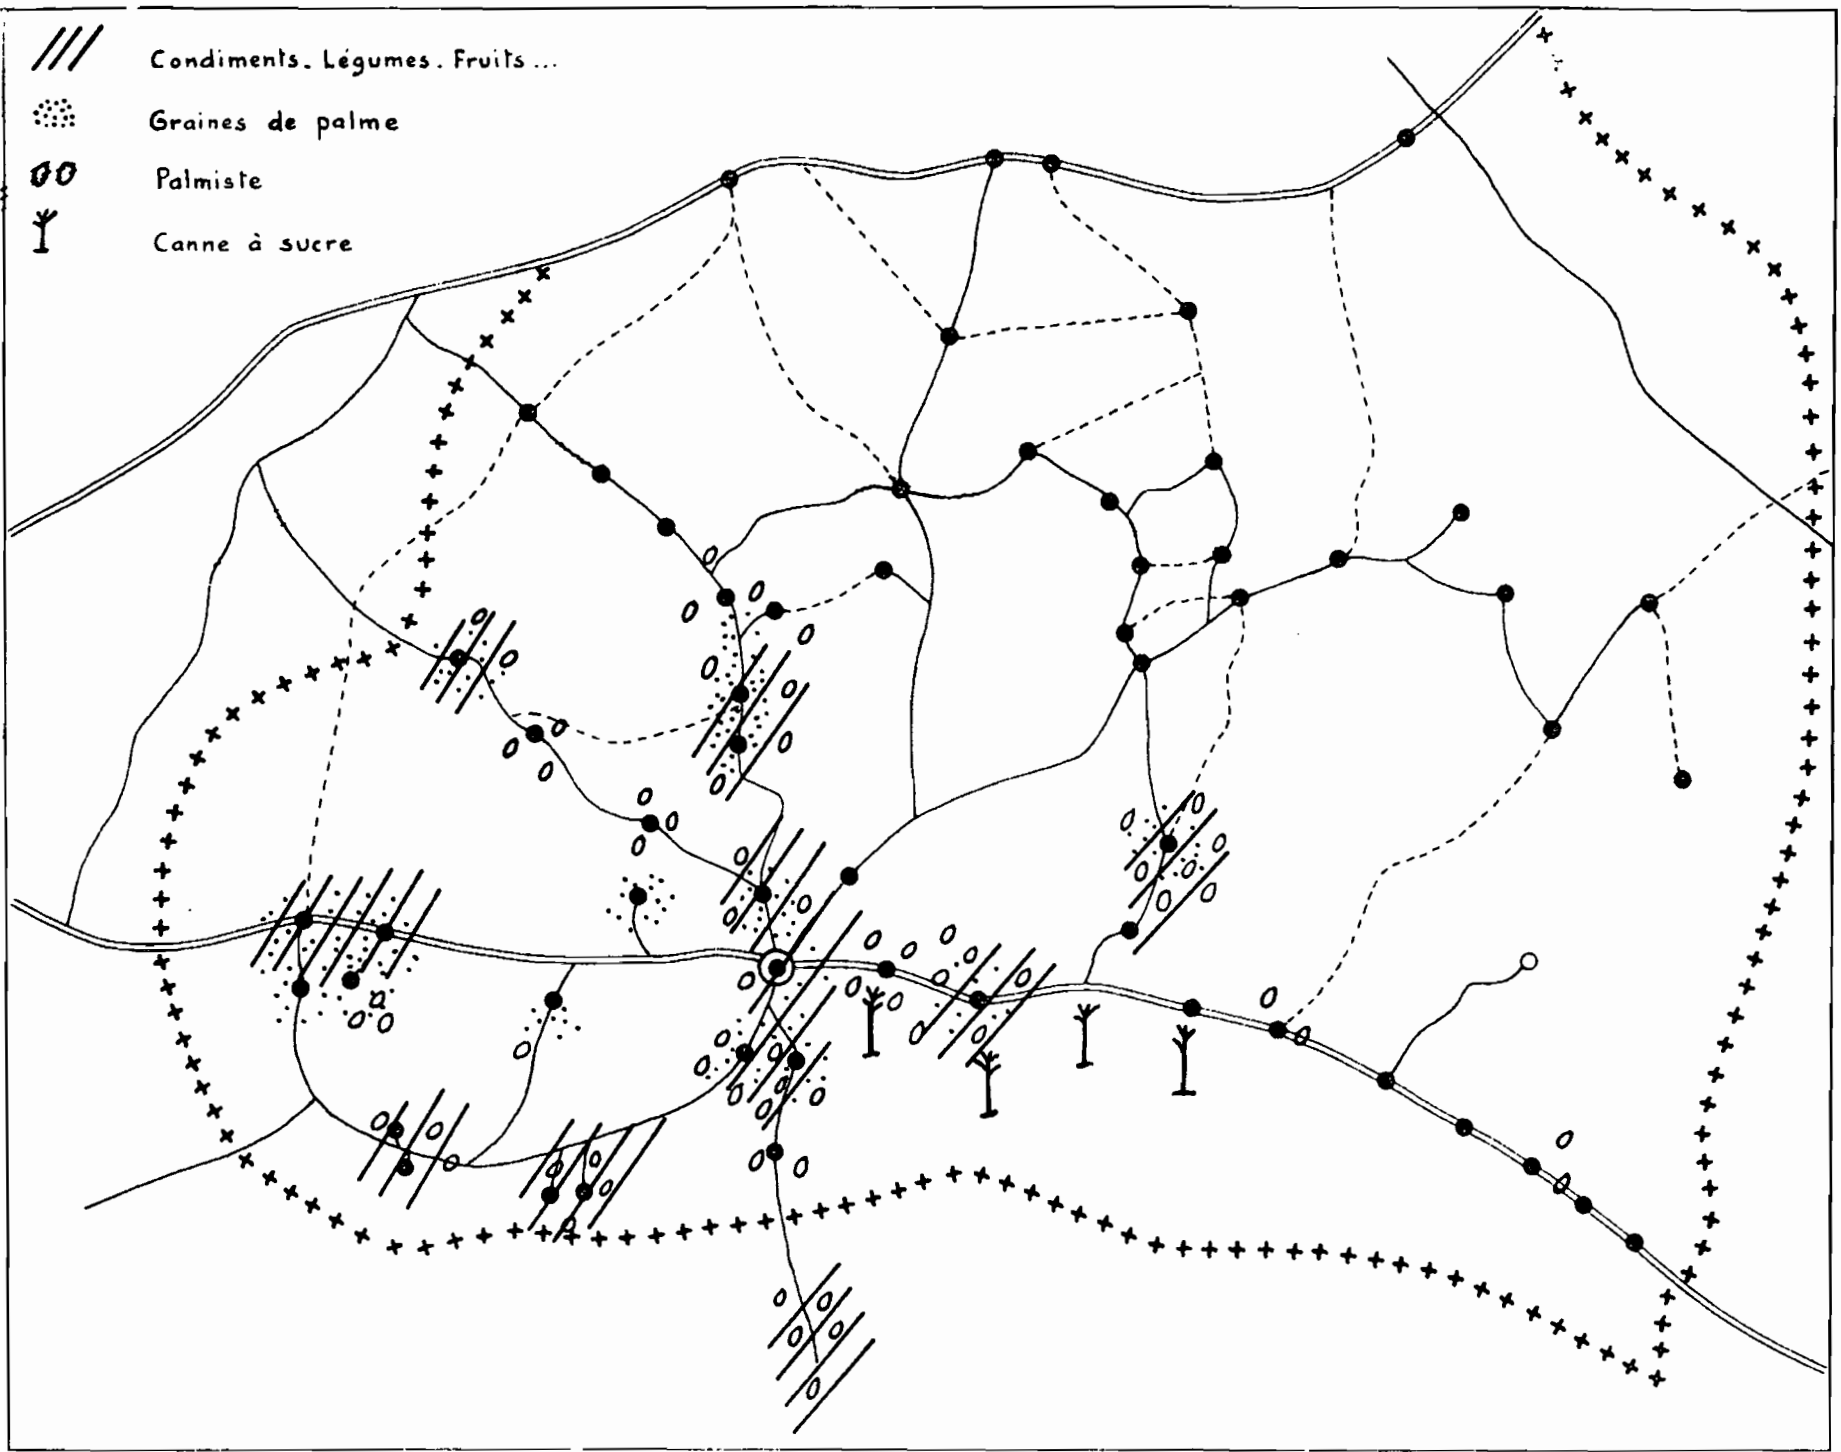 Condiments. Légumes. Fruits...
Graines de palme
Palmiste
Canne à sucre